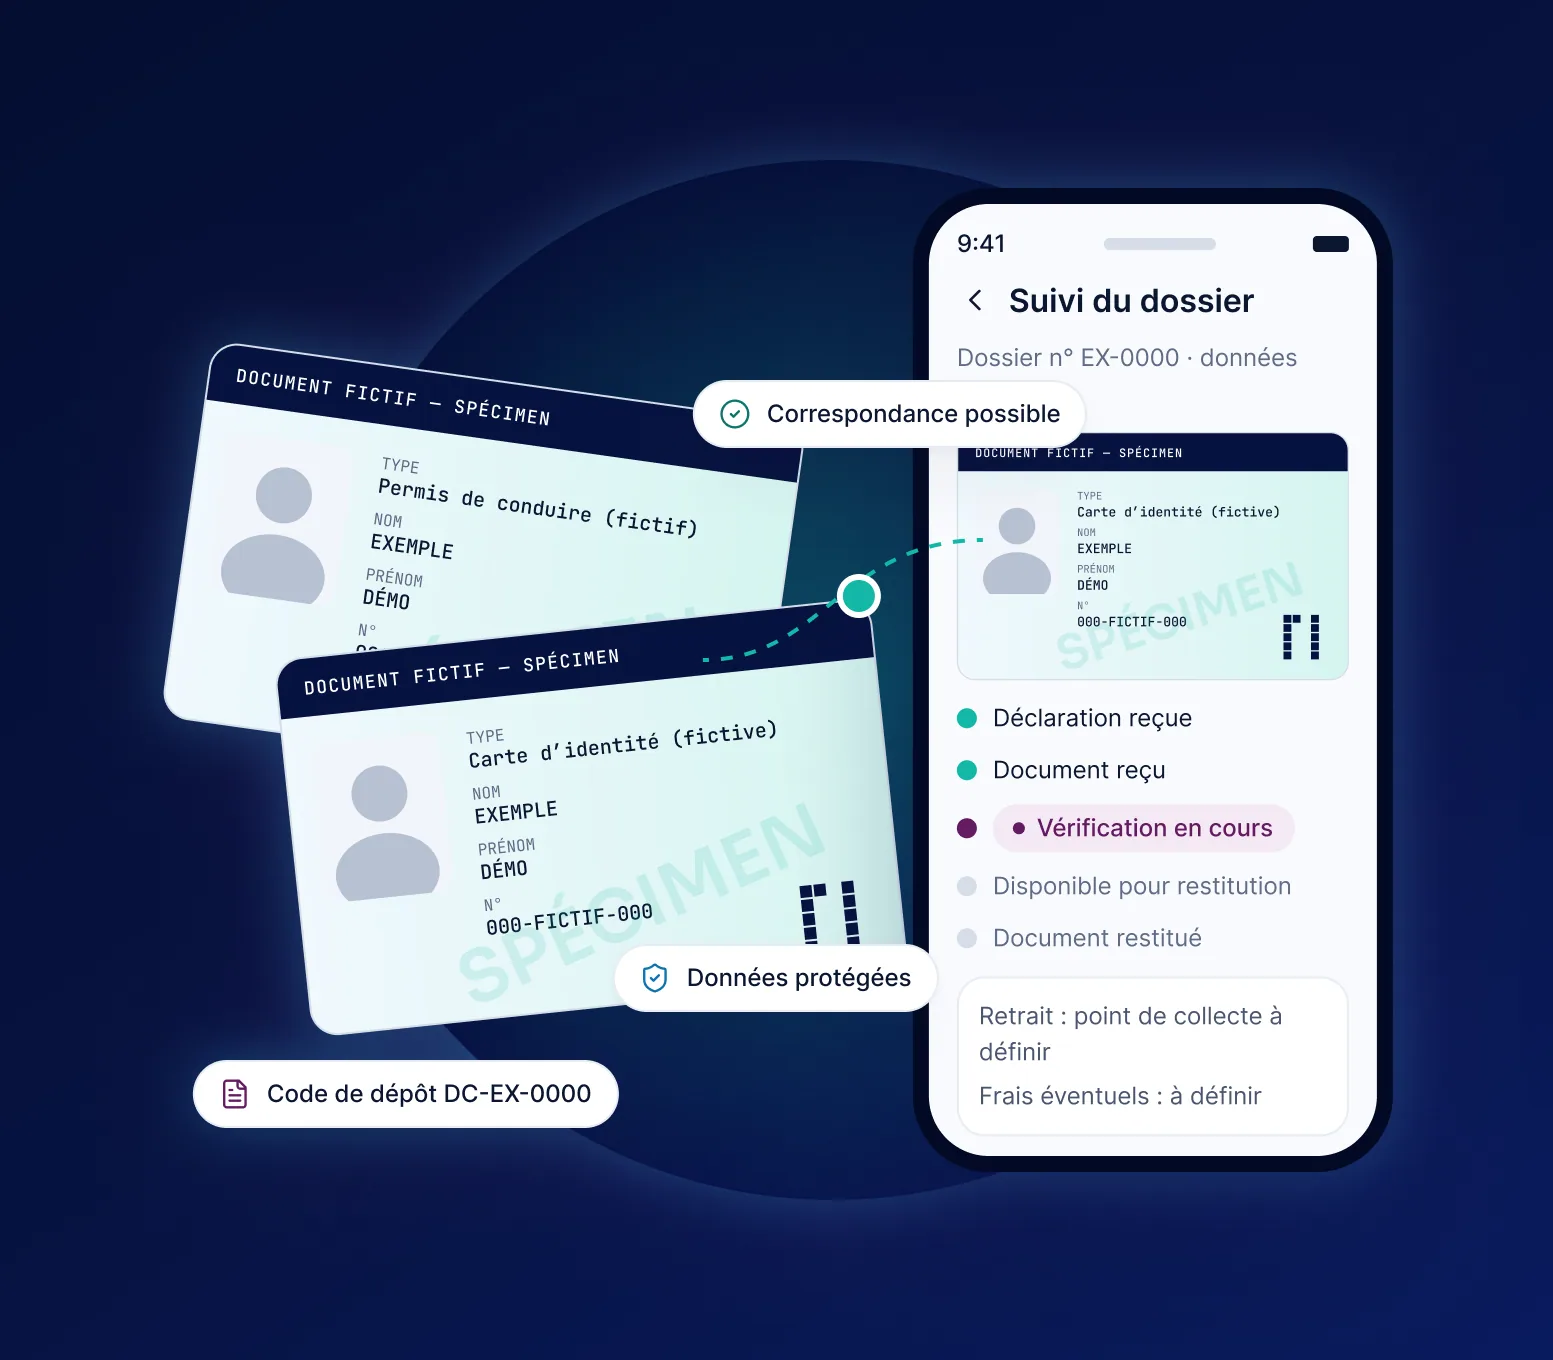 DOCUMENT FICTIF — SPÉCIMEN
TYPE
Permis de conduire (fictif)
NOM
EXEMPLE
PRÉNOM
DÉMO
N°
DOCUMENT FICTIF — SPÉCIMEN
TYPE
Carte d’identité (fictive)
NOM
EXEMPLE
PRÉNOM
DÉMO
N°
000-FICTIF-000
SPÉCIMEN
Code de dépôt DC-EX-0000
Correspondance possible
Données protégées
9:41
Suivi du dossier
Dossier n° EX-0000 · données
DOCUMENT FICTIF — SPÉCIMEN
TYPE
Carte d’identité (fictive)
NOM
EXEMPLE
PRÉNOM
DÉMO
N°
000-FICTIF-000
SPÉCIMEN
Déclaration reçue
Document reçu
Vérification en cours
Disponible pour restitution
Document restitué
Retrait : point de collecte à
définir
Frais éventuels : à définir